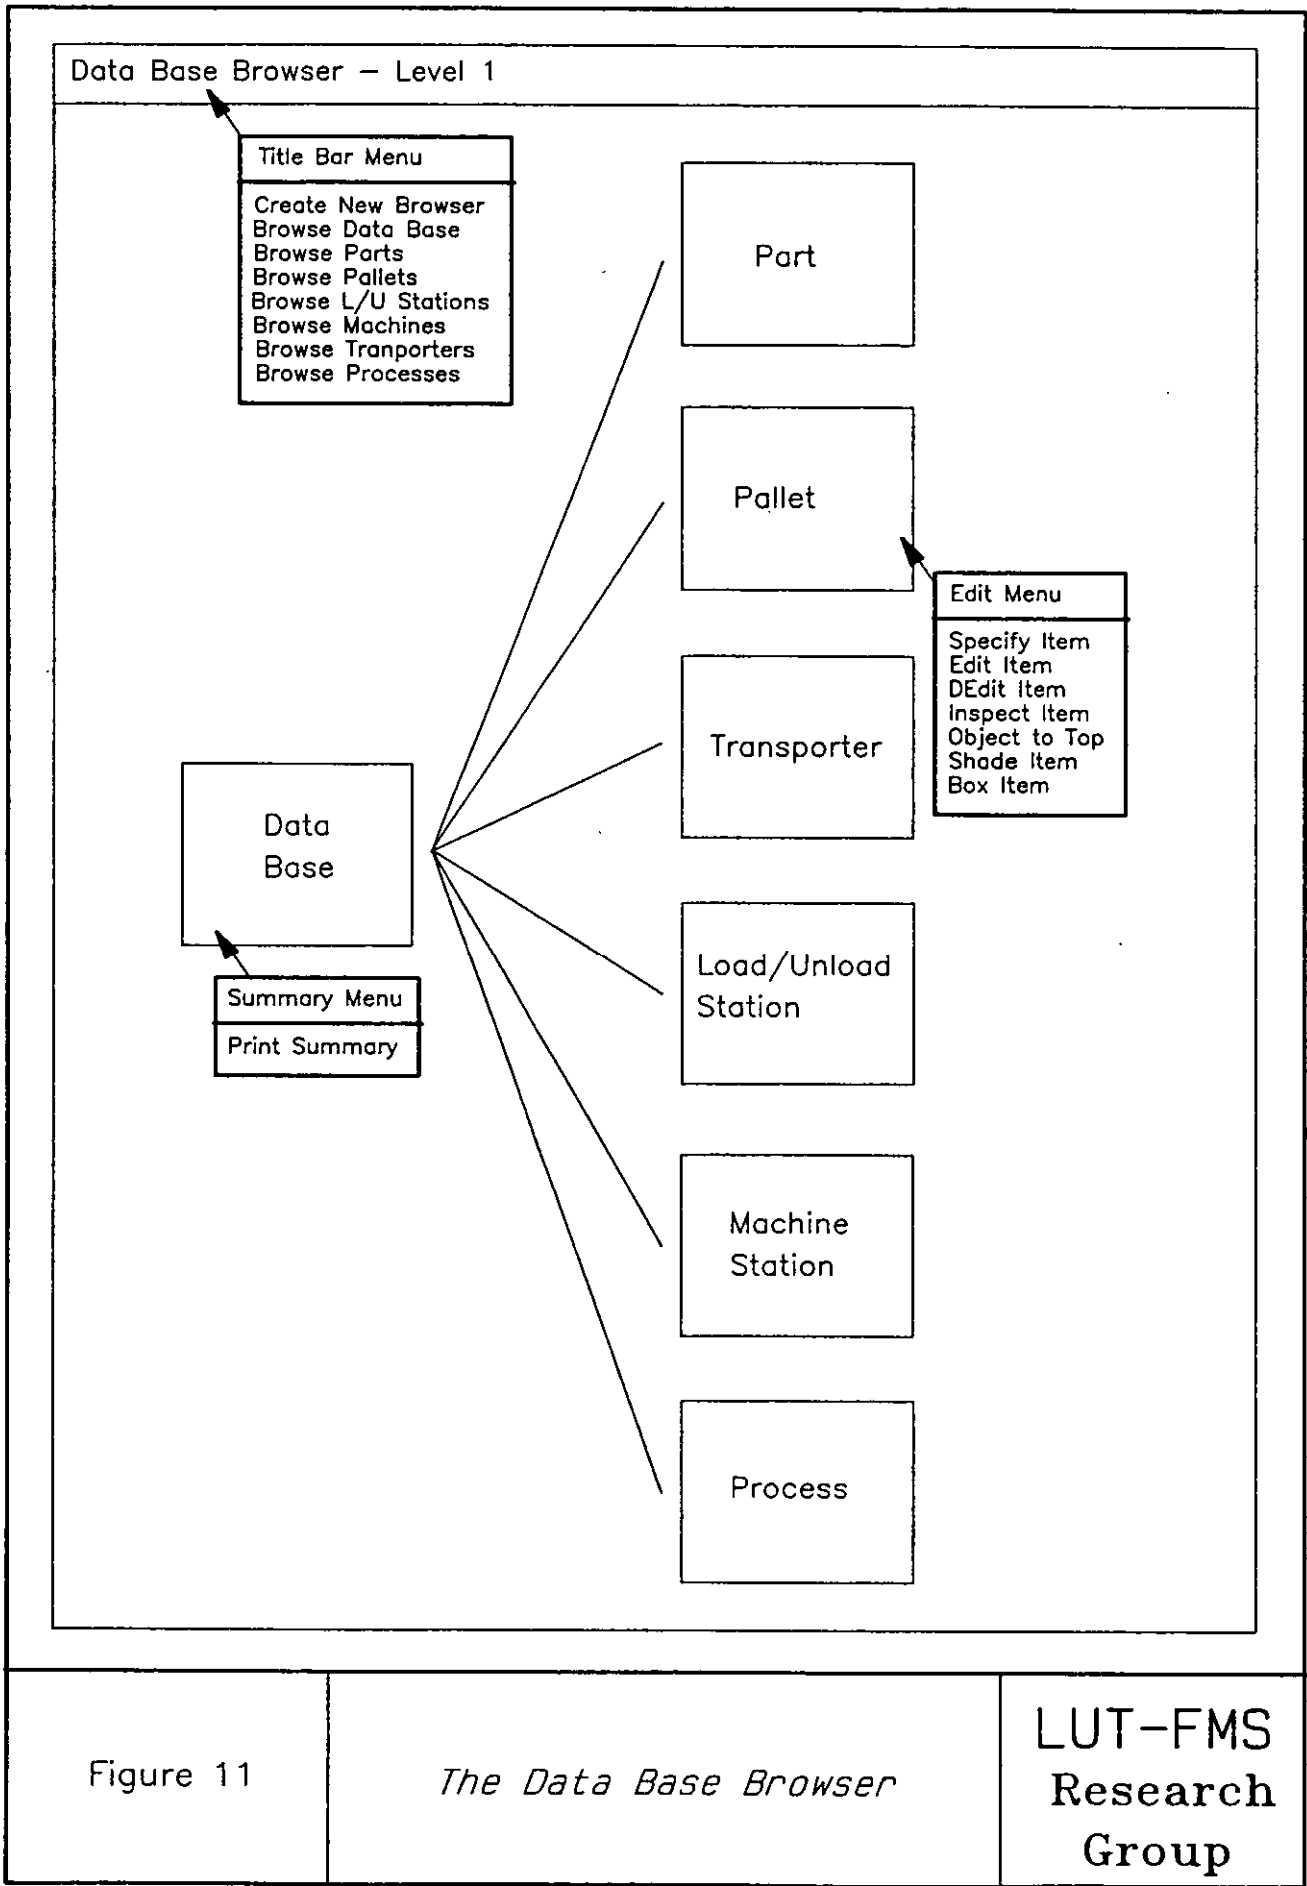 Data Base Browser – Level 1
Title Bar Menu
Create New Browser
Browse Data Base
Browse Parts
Browse Pallets
Browse L/U Stations
Browse Machines
Browse Tranporters
Browse Processes
Part
Pallet
Edit Menu
Specify Item
Edit Item
DEdit Item
Inspect Item
Object to Top
Shade Item
Box Item
Transporter
Data
Base
Summary Menu
Print Summary
Load/Unload
Station
Machine
Station
Process
Figure 11
The Data Base Browser
LUT-FMS
Research
Group